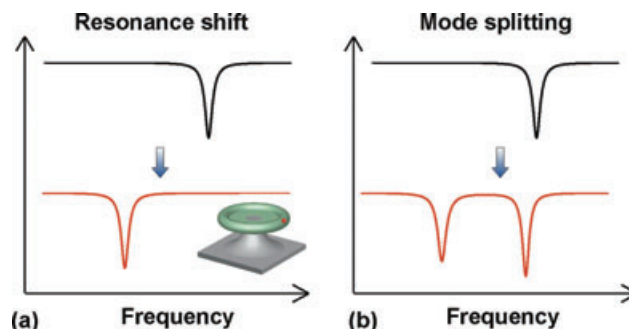 Resonance shift
Mode splitting
(a)
Frequency
(b)
Frequency